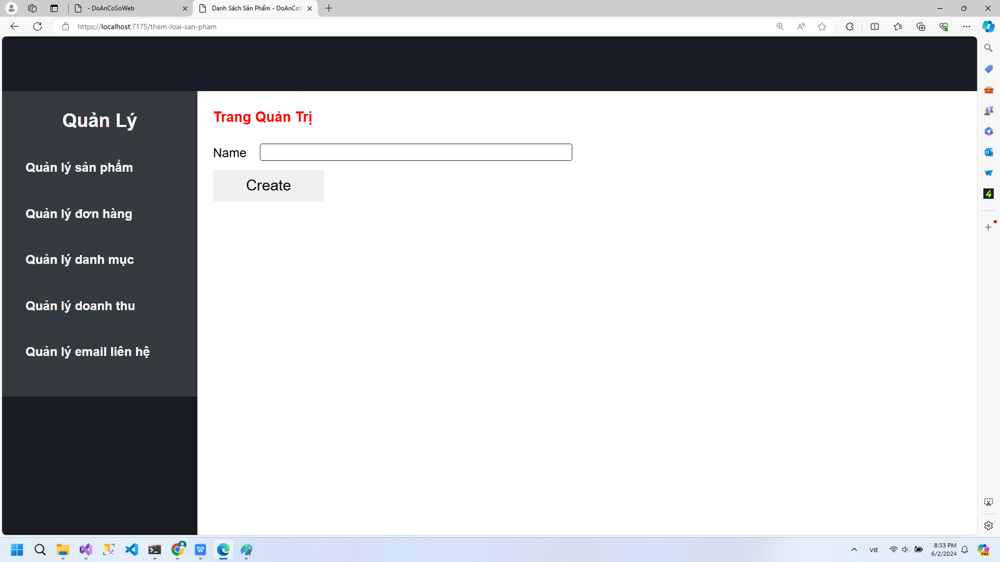 - DoAnCoSoWeb
Danh Sách Sản Phẩm - DoAnCoS
https://localhost:7175/them-loai-san-pham
Quản Lý
Quản lý sản phẩm
Quản lý đơn hàng
Quản lý danh mục
Quản lý doanh thu
Quản lý email liên hệ
Trang Quản Trị
Name
Create
VIE
8:53 PM
6/2/2024
PRE